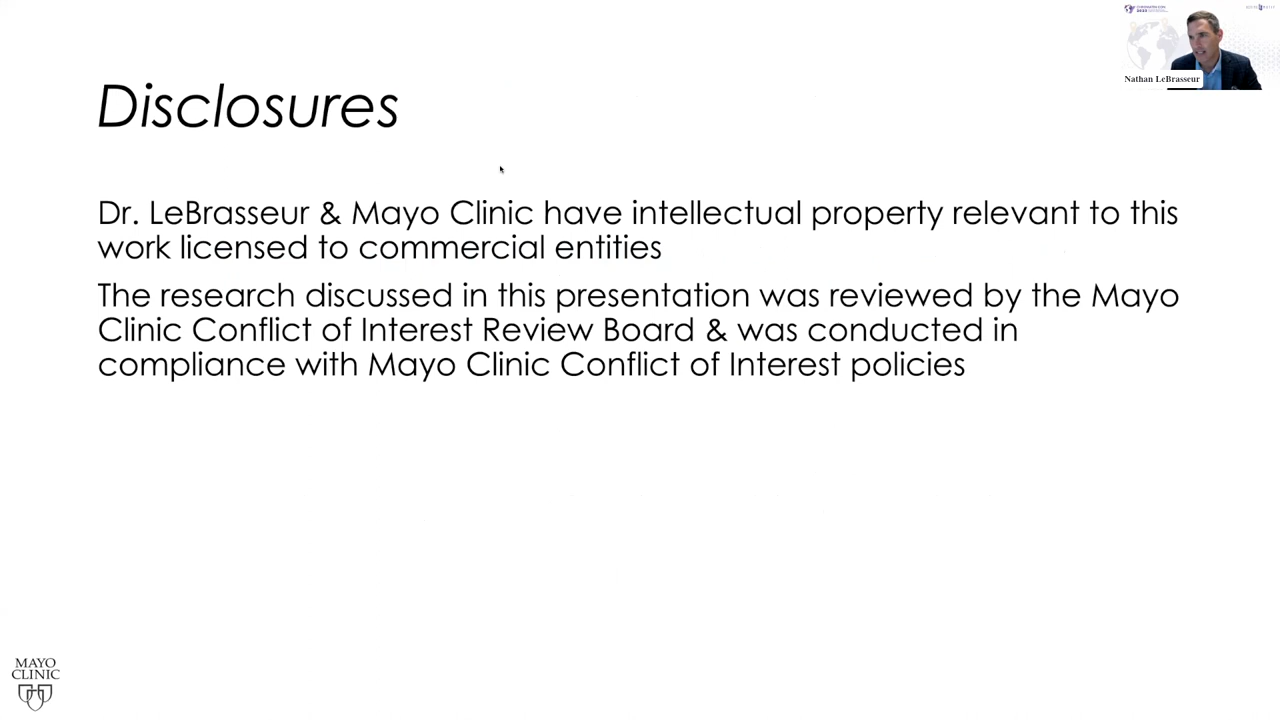 Nathan LeBrasseur
Disclosures
Dr. LeBrasseur & Mayo Clinic have intellectual property relevant to this
work licensed to commercial entities
The research discussed in this presentation was reviewed by the Mayo
Clinic Conflict of Interest Review Board & was conducted in
compliance with Mayo Clinic Conflict of Interest policies
MAYO
CLINIC